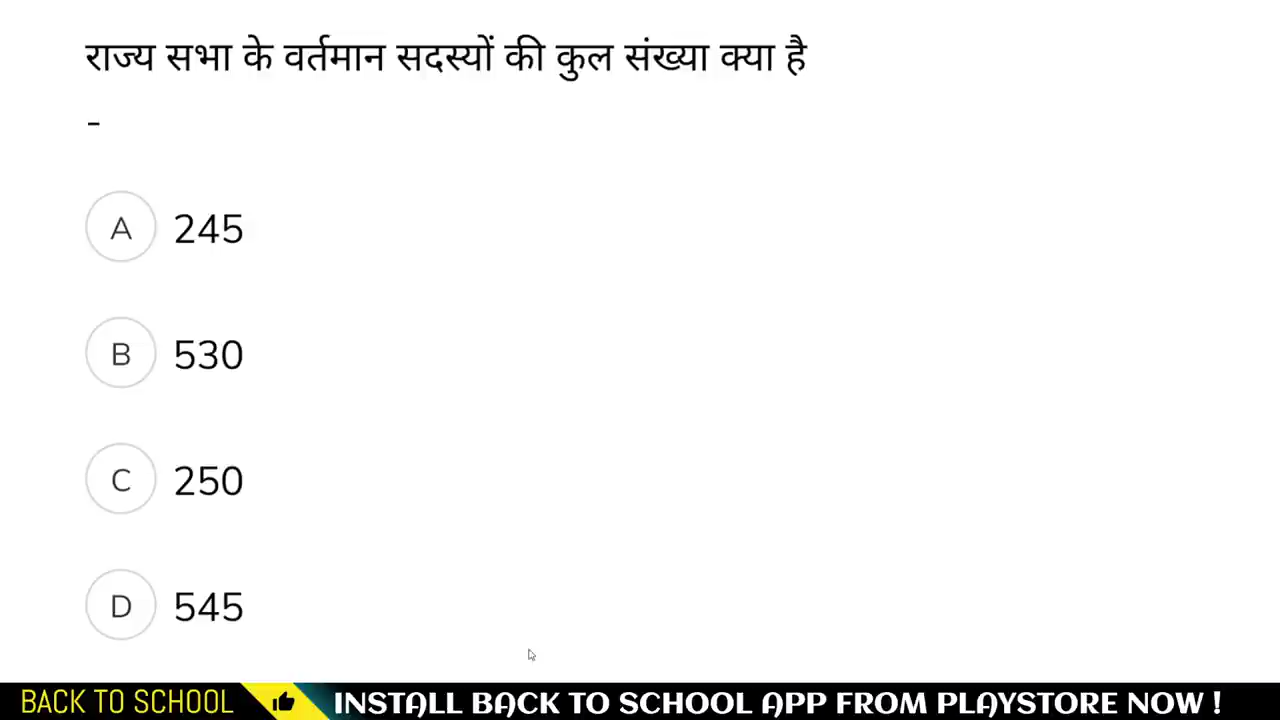 राज्य सभा के वर्तमान सदस्यों की कुल संख्या क्या है
-
A 245
B 530
C 250
D 545
BACK TO SCHOOL INSTALL BACK TO SCHOOL APP FROM PLAYSTORE NOW !